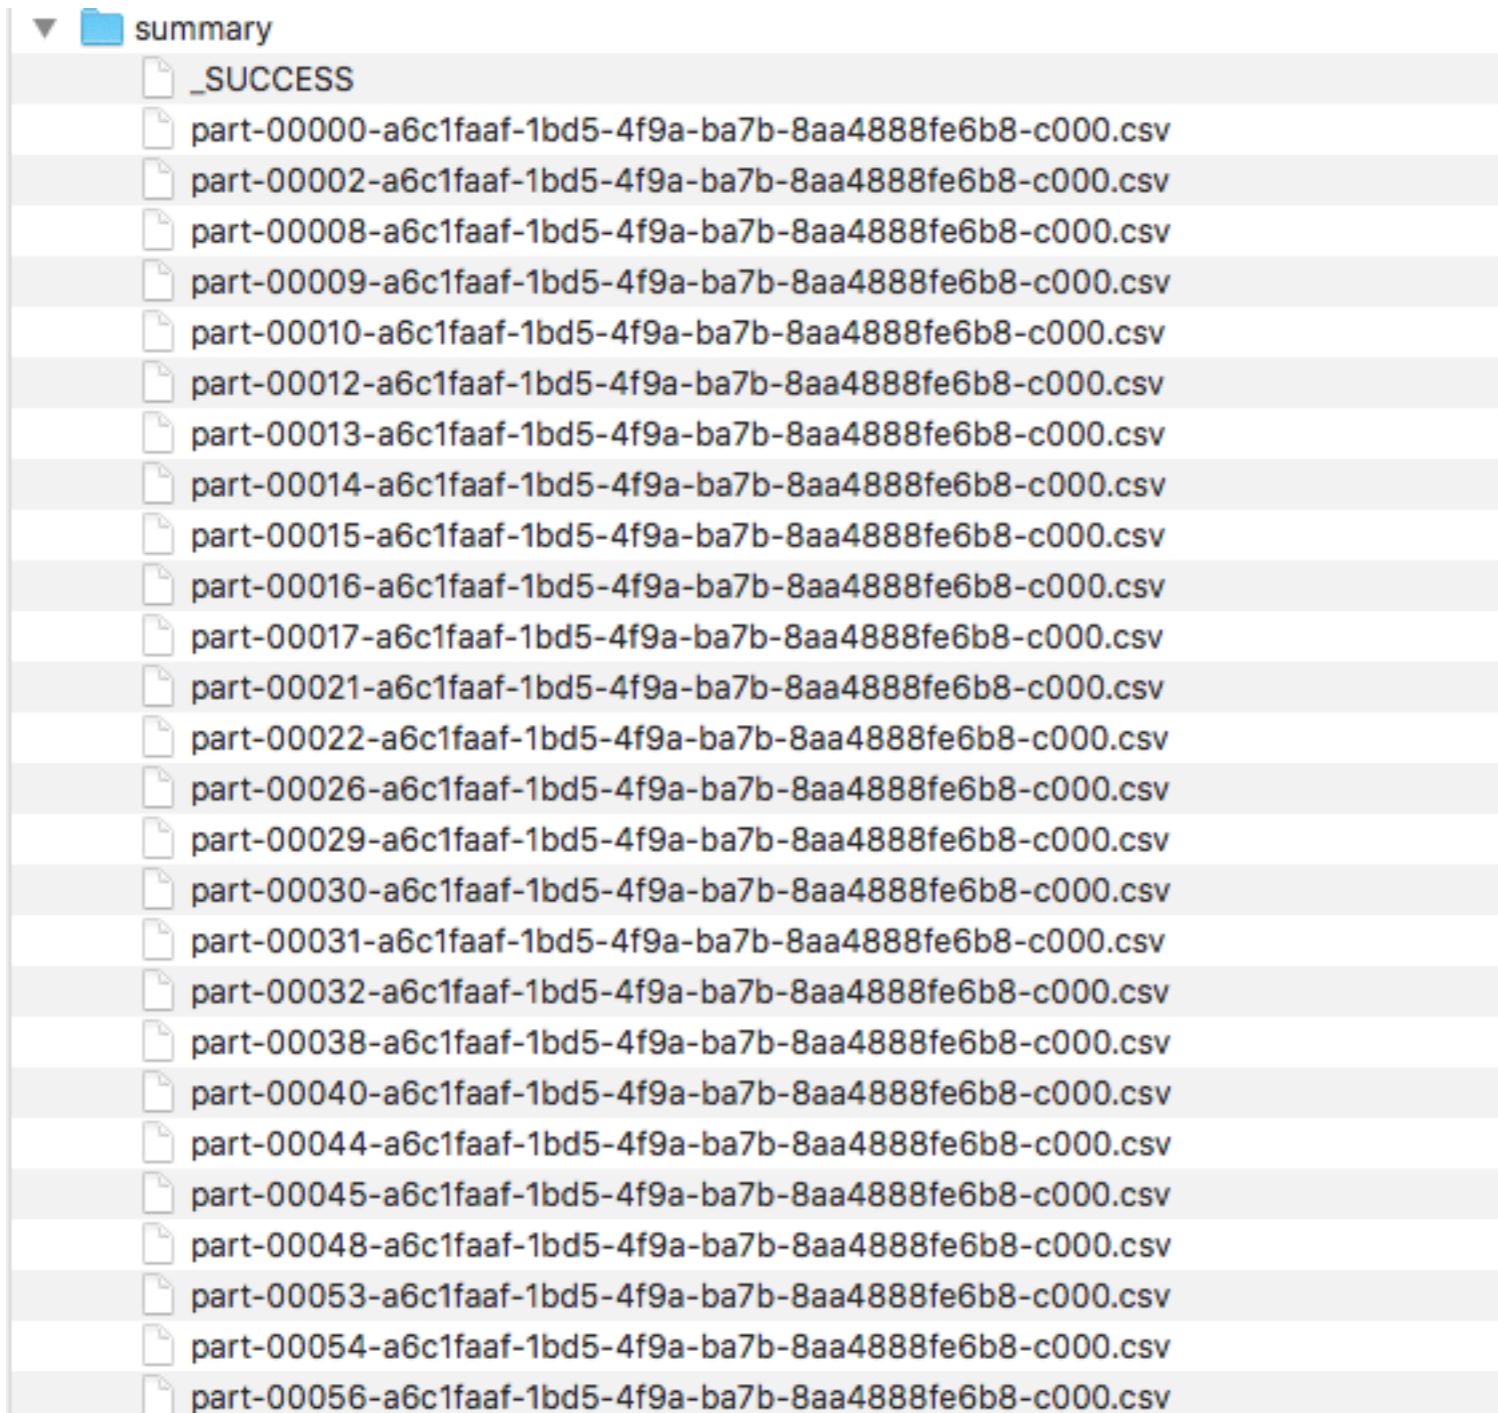 summary
_SUCCESS
part-00000-a6c1faaf-1bd5-4f9a-ba7b-8aa4888fe6b8-c000.csv
part-00002-a6c1faaf-1bd5-4f9a-ba7b-8aa4888fe6b8-c000.csv
part-00008-a6c1faaf-1bd5-4f9a-ba7b-8aa4888fe6b8-c000.csv
part-00009-a6c1faaf-1bd5-4f9a-ba7b-8aa4888fe6b8-c000.csv
part-00010-a6c1faaf-1bd5-4f9a-ba7b-8aa4888fe6b8-c000.csv
part-00012-a6c1faaf-1bd5-4f9a-ba7b-8aa4888fe6b8-c000.csv
part-00013-a6c1faaf-1bd5-4f9a-ba7b-8aa4888fe6b8-c000.csv
part-00014-a6c1faaf-1bd5-4f9a-ba7b-8aa4888fe6b8-c000.csv
part-00015-a6c1faaf-1bd5-4f9a-ba7b-8aa4888fe6b8-c000.csv
part-00016-a6c1faaf-1bd5-4f9a-ba7b-8aa4888fe6b8-c000.csv
part-00017-a6c1faaf-1bd5-4f9a-ba7b-8aa4888fe6b8-c000.csv
part-00021-a6c1faaf-1bd5-4f9a-ba7b-8aa4888fe6b8-c000.csv
part-00022-a6c1faaf-1bd5-4f9a-ba7b-8aa4888fe6b8-c000.csv
part-00026-a6c1faaf-1bd5-4f9a-ba7b-8aa4888fe6b8-c000.csv
part-00029-a6c1faaf-1bd5-4f9a-ba7b-8aa4888fe6b8-c000.csv
part-00030-a6c1faaf-1bd5-4f9a-ba7b-8aa4888fe6b8-c000.csv
part-00031-a6c1faaf-1bd5-4f9a-ba7b-8aa4888fe6b8-c000.csv
part-00032-a6c1faaf-1bd5-4f9a-ba7b-8aa4888fe6b8-c000.csv
part-00038-a6c1faaf-1bd5-4f9a-ba7b-8aa4888fe6b8-c000.csv
part-00040-a6c1faaf-1bd5-4f9a-ba7b-8aa4888fe6b8-c000.csv
part-00044-a6c1faaf-1bd5-4f9a-ba7b-8aa4888fe6b8-c000.csv
part-00045-a6c1faaf-1bd5-4f9a-ba7b-8aa4888fe6b8-c000.csv
part-00048-a6c1faaf-1bd5-4f9a-ba7b-8aa4888fe6b8-c000.csv
part-00053-a6c1faaf-1bd5-4f9a-ba7b-8aa4888fe6b8-c000.csv
part-00054-a6c1faaf-1bd5-4f9a-ba7b-8aa4888fe6b8-c000.csv
part-00056-a6c1faaf-1bd5-4f9a-ba7b-8aa4888fe6b8-c000.csv